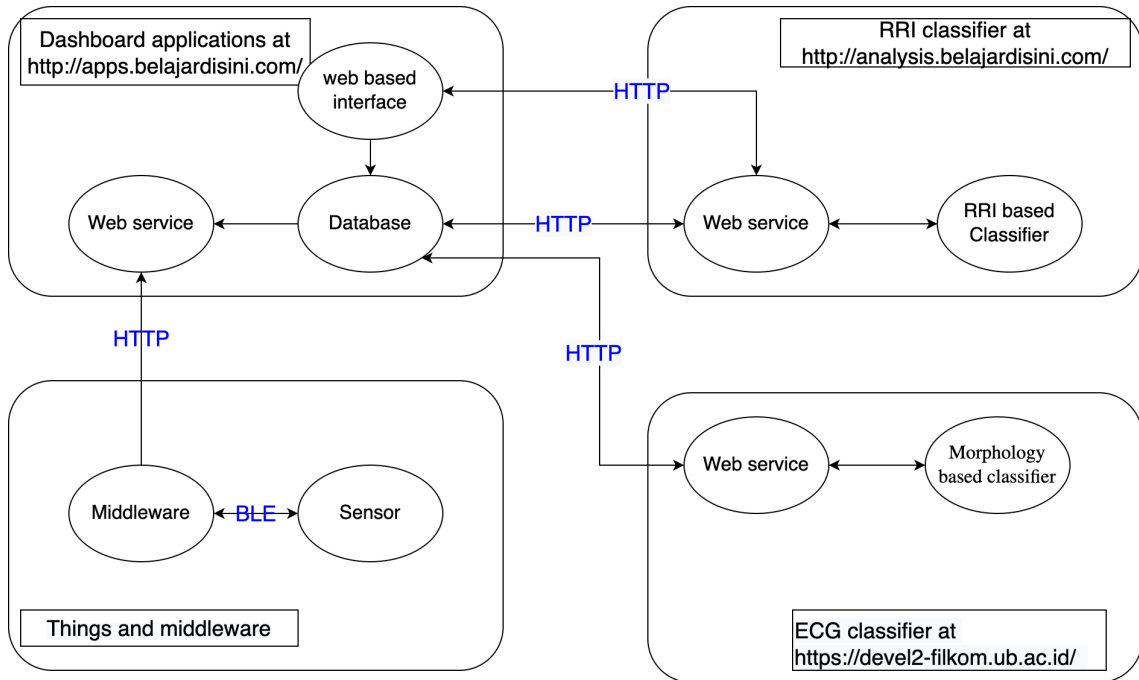 Dashboard applications at
http://apps.belajardisini.com/
web based
interface
Web service
Database
HTTP
RRI classifier at
http://analysis.belajardisini.com/
HTTP
HTTP
Web service
RRI based
Classifier
HTTP
Middleware
BLE
Sensor
Things and middleware
Web service
Morphology
based classifier
ECG classifier at
https://devel2-filkom.ub.ac.id/